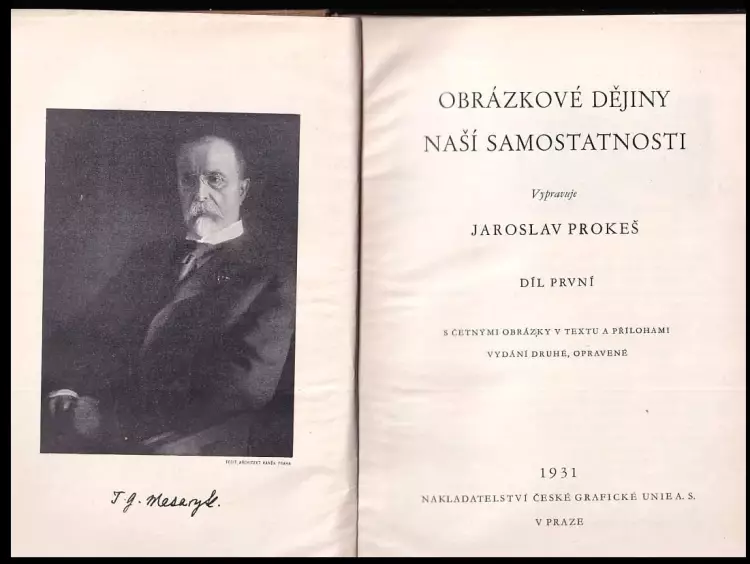 T. G. Masaryk.
OBRÁZKOVÉ DĚJINY
NAŠÍ SAMOSTATNOSTI
Vypravuje
JAROSLAV PROKEŠ
DÍL PRVNÍ
S ČETNÝMI OBRÁZKY V TEXTU A PŘÍLOHAMI
VYDÁNÍ DRUHÉ, OPRAVENÉ
1931
NAKLADATELSTVÍ ČESKÉ GRAFICKÉ UNIE A. S.
V PRAZE